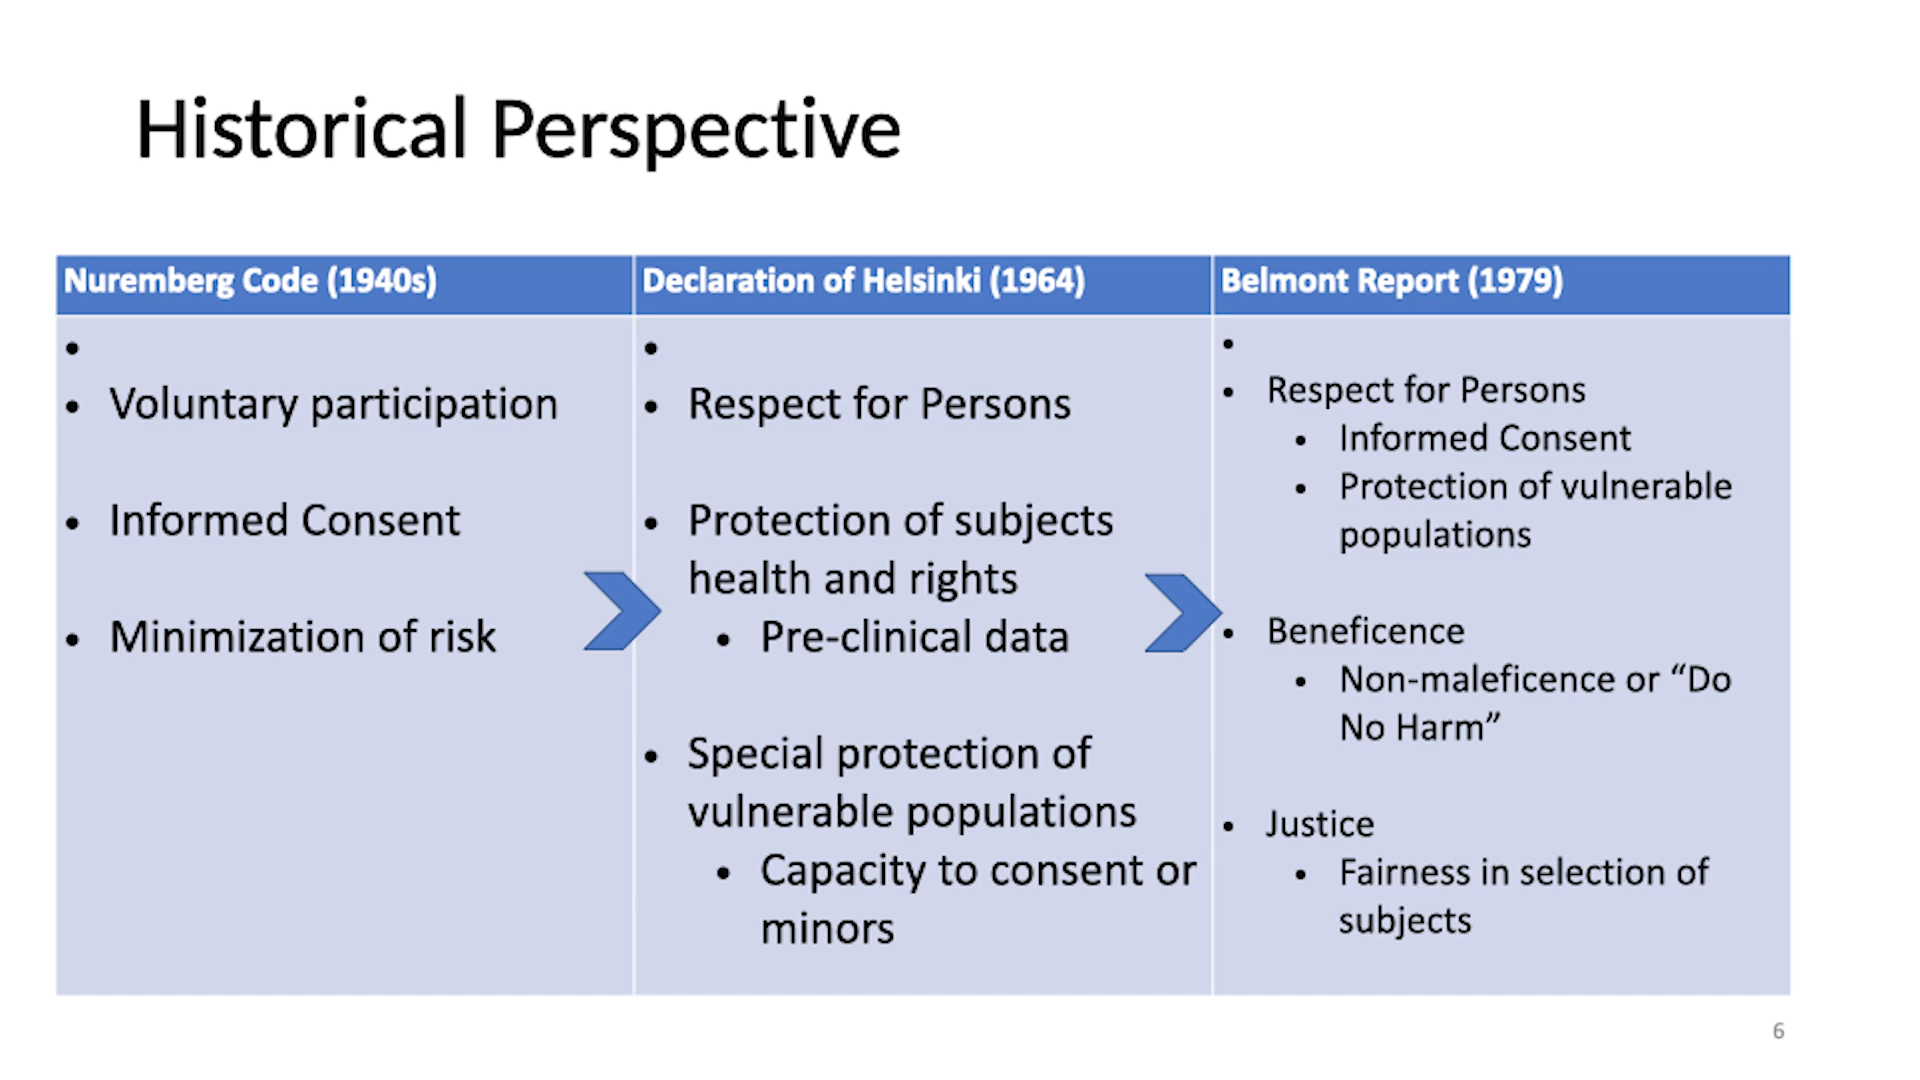 Historical Perspective
Nuremberg Code (1940s)
• 
• Voluntary participation
• Informed Consent
• Minimization of risk
Declaration of Helsinki (1964)
• 
• Respect for Persons
• Protection of subjects
health and rights
• Pre-clinical data
• Special protection of
vulnerable populations
• Capacity to consent or
minors
Belmont Report (1979)
• 
• Respect for Persons
• Informed Consent
• Protection of vulnerable
populations
• Beneficence
• Non-maleficence or “Do
No Harm”
• Justice
• Fairness in selection of
subjects
6